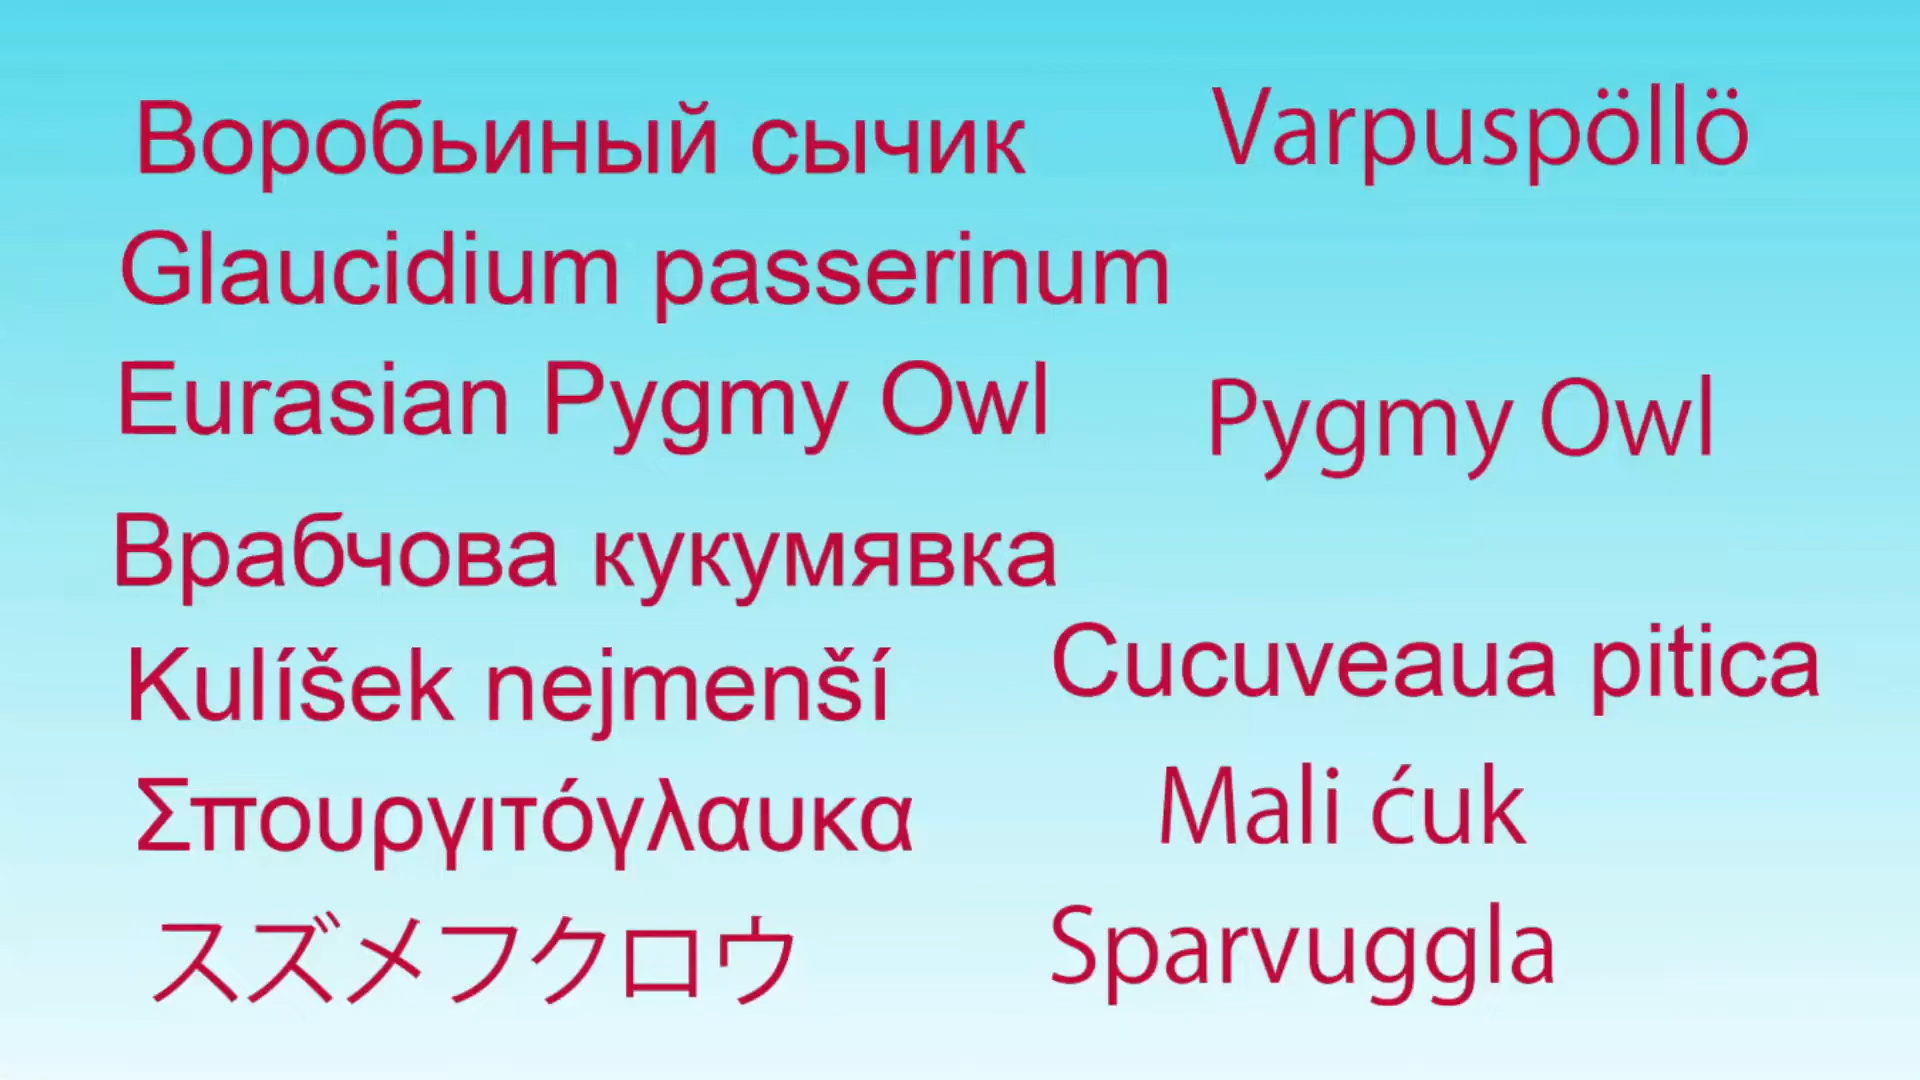 Воробьиный сычик
Varpuspöllö
Glaucidium passerinum
Eurasian Pygmy Owl
Pygmy Owl
Врабчова кукумявка
Kulíšek nejmenší
Cucuveaua pitica
Σπουργιτόγλαυκα
Mali ćuk
スズメフクロウ
Sparvuggla